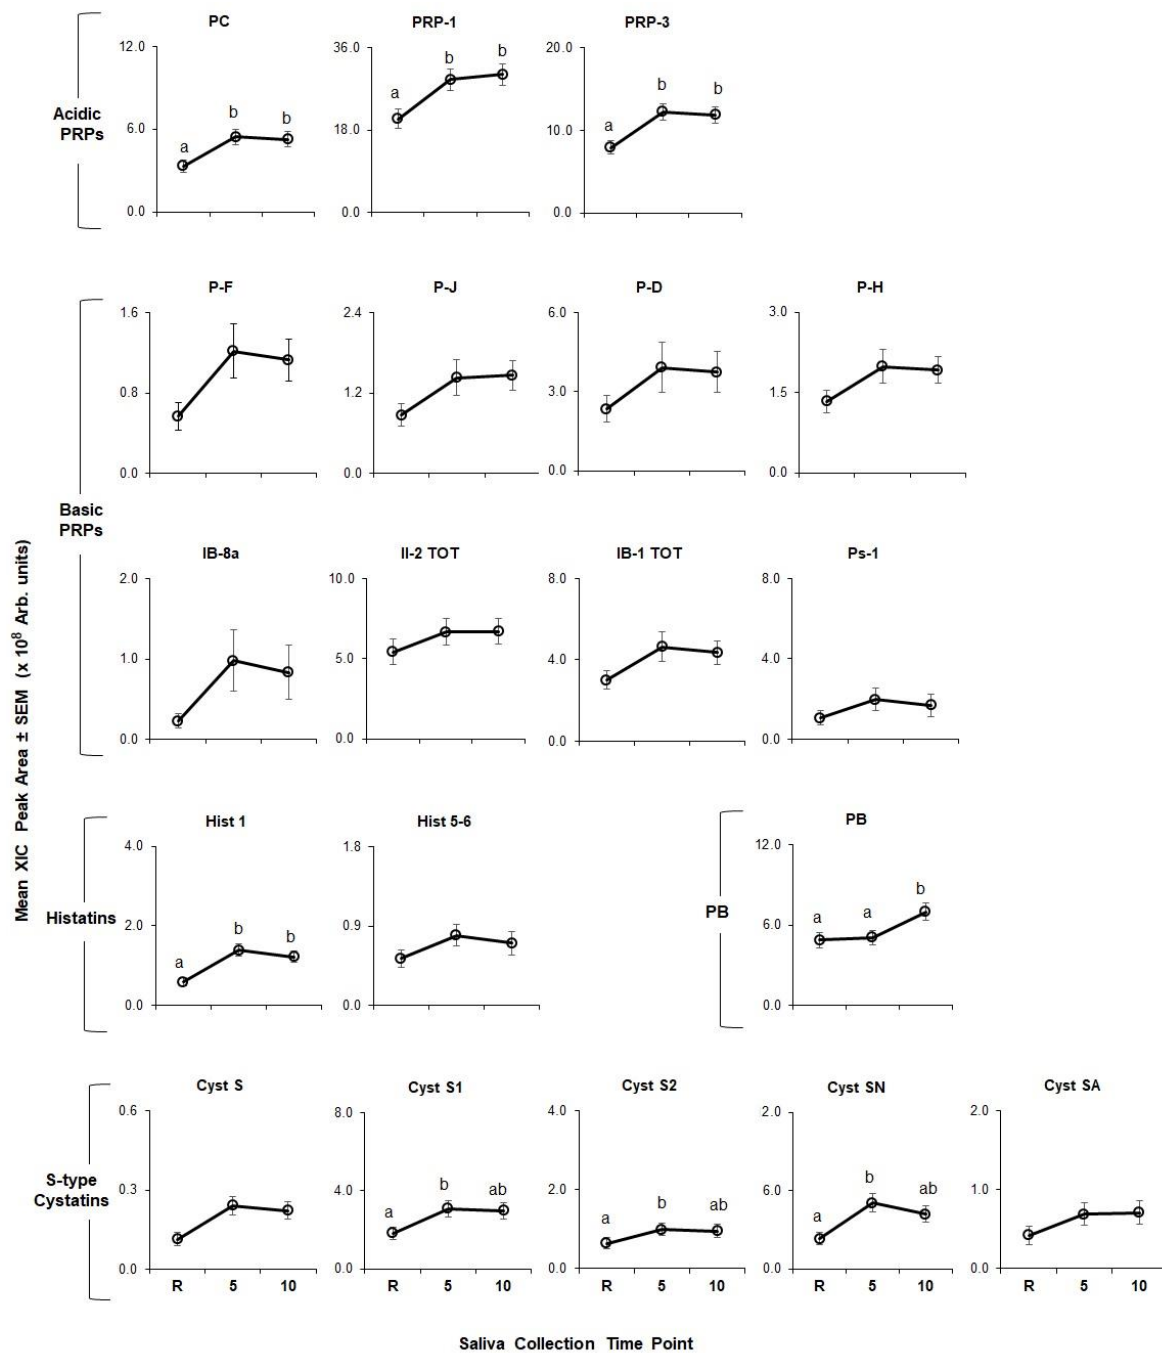 PC
PRP-1
PRP-3
12.0
6.0
0.0
a
b
b
36.0
18.0
0.0
a
b
b
20.0
10.0
0.0
a
b
b
Acidic
PRPs
P-F
P-J
P-D
P-H
1.6
0.8
0.0
2.4
1.2
0.0
6.0
3.0
0.0
3.0
1.5
0.0
Basic
PRPs
IB-8a
II-2 TOT
IB-1 TOT
Ps-1
2.0
1.0
0.0
10.0
5.0
0.0
8.0
4.0
0.0
8.0
4.0
0.0
Mean XIC Peak Area ± SEM (x 10⁸ Arb. units)
Hist 1
Hist 5-6
PB
4.0
2.0
0.0
a
b
b
1.8
0.9
0.0
12.0
6.0
0.0
a
a
b
Histatins
PB
Cyst S
Cyst S1
Cyst S2
Cyst SN
Cyst SA
0.6
0.3
0.0
8.0
4.0
0.0
a
b
ab
4.0
2.0
0.0
a
b
ab
2.0
6.0
0.0
a
b
ab
2.0
1.0
0.0
S-type
Cystatins
R 5 10
R 5 10
R 5 10
R 5 10
R 5 10
Saliva Collection Time Point